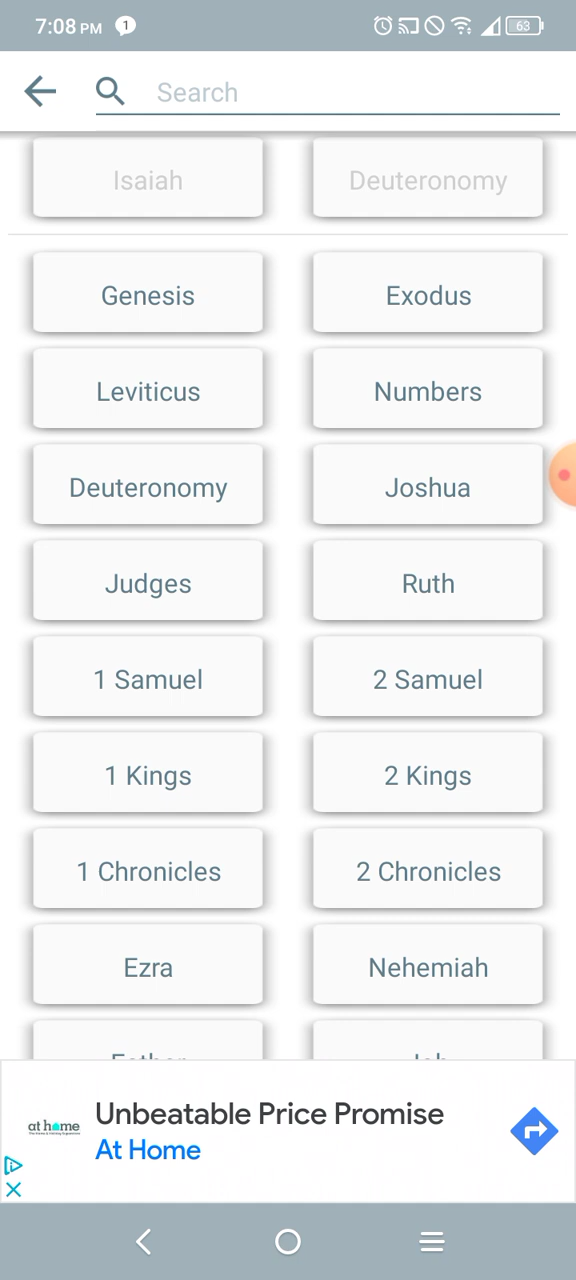 7:08 PM 1
63
Search
Isaiah Deuteronomy
Genesis Exodus
Leviticus Numbers
Deuteronomy Joshua
Judges Ruth
1 Samuel 2 Samuel
1 Kings 2 Kings
1 Chronicles 2 Chronicles
Ezra Nehemiah
at home
Unbeatable Price Promise
At Home